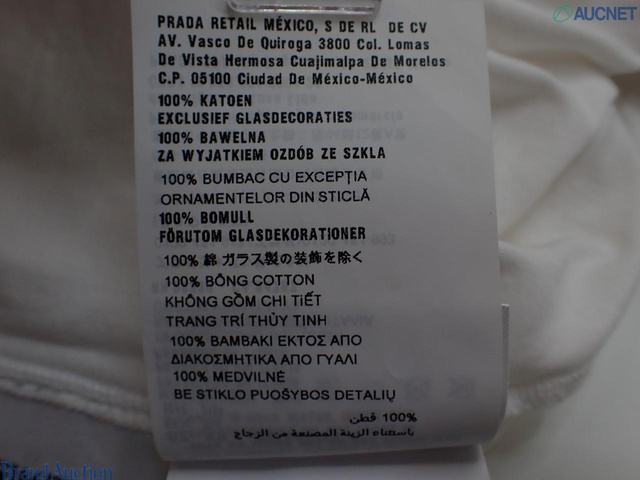 AUCNET
PRADA RETAIL MÉXICO, S DE RL DE CV
AV. Vasco De Quiroga 3800 Col. Lomas
De Vista Hermosa Cuajimalpa De Morelos
C.P. 05100 Ciudad De México-México
100% KATOEN
EXCLUSIEF GLASDECORATIES
100% BAWELNA
ZA WYJATKIEM OZDÓB ZE SZKLA
100% BUMBAC CU EXCEPȚIA
ORNAMENTELOR DIN STICLĂ
100% BOMULL
FÖRUTOM GLASDEKORATIONER
100% 綿 ガラス製の装飾を除く
100% BÔNG COTTON
KHÔNG GỒM CHI TIẾT
TRANG TRÍ THỦY TINH
100% ΒΑΜΒΑΚΙ ΕΚΤΟΣ ΑΠΟ
ΔΙΑΚΟΣΜΗΤΙΚΑ ΑΠΟ ΓΥΑΛΙ
100% MEDVILNĖ
BE STIKLO PUOŠYBOS DETALIŲ
100% قطن
باستثناء الزينة المصنعة من الزجاج
Brand Auction